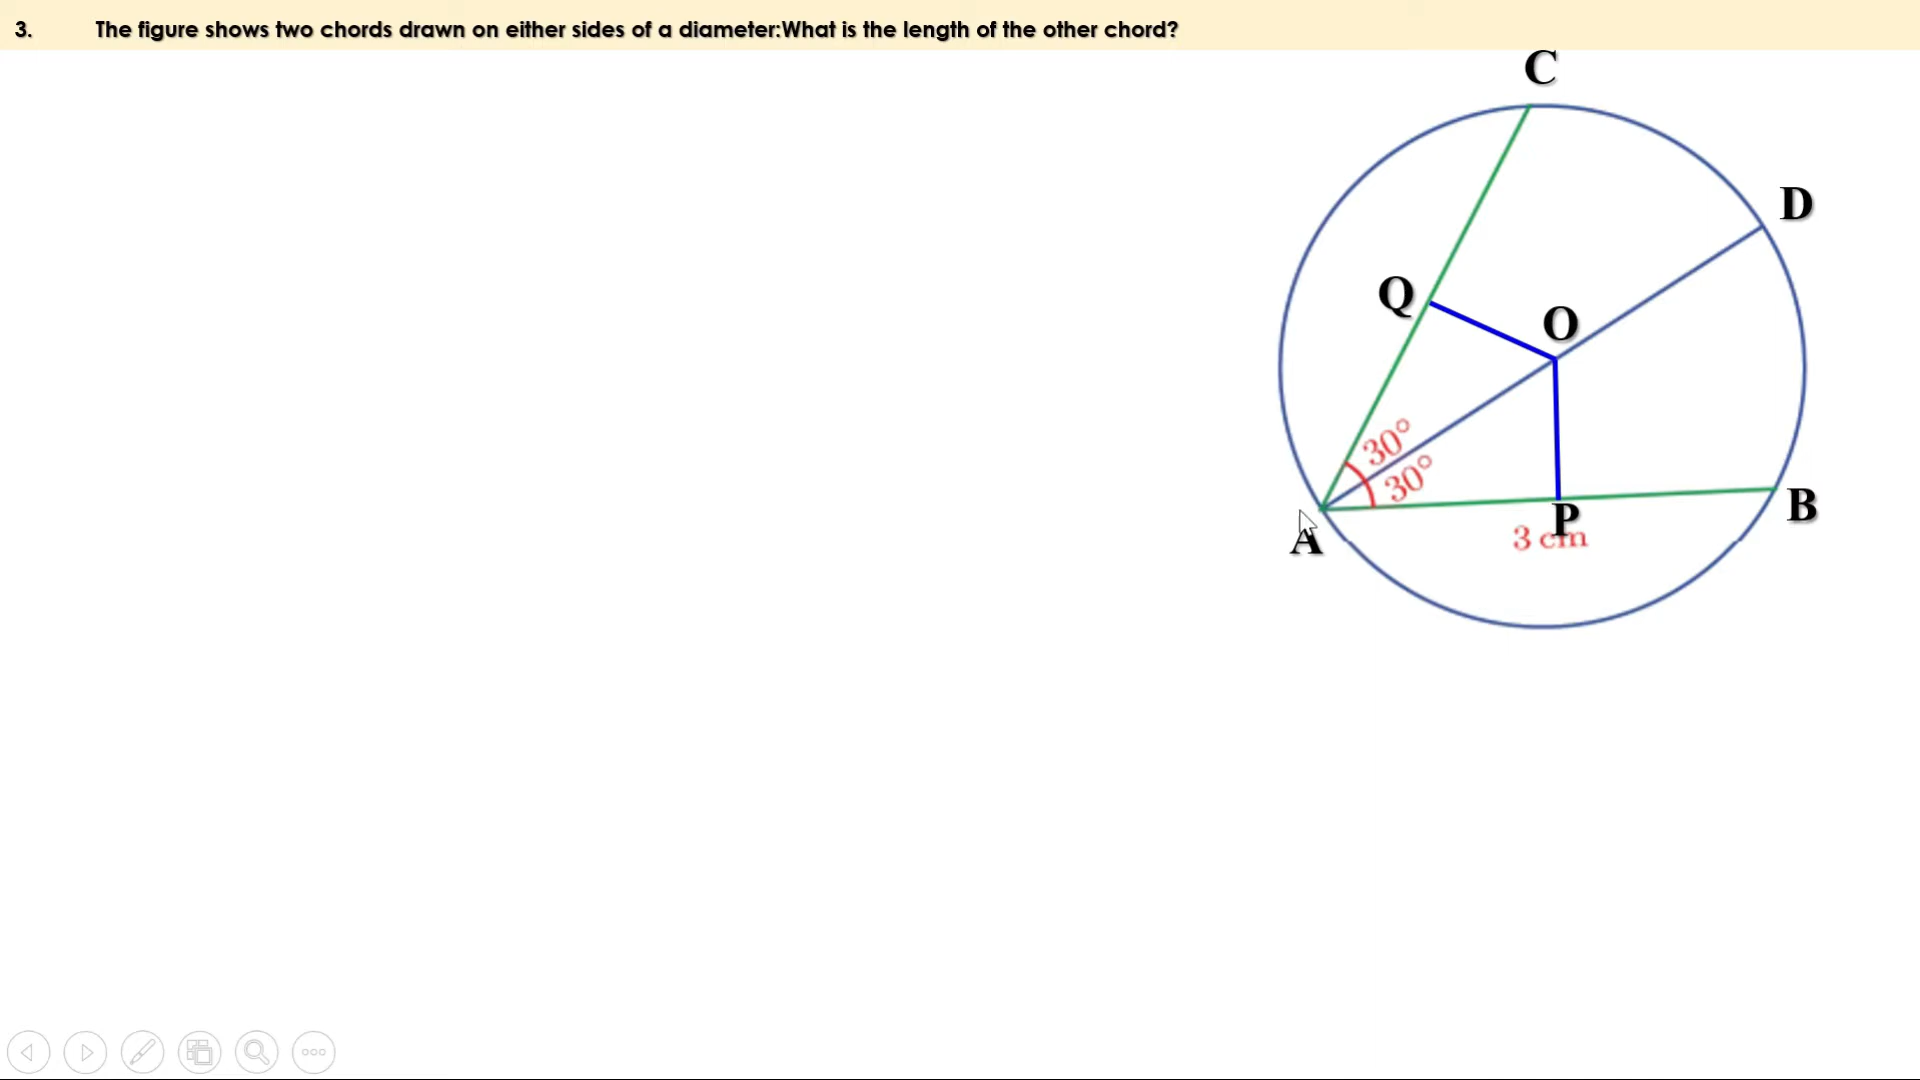 3. The figure shows two chords drawn on either sides of a diameter:What is the length of the other chord?
C
D
Q
O
30°
30°
A
P
B
3 cm